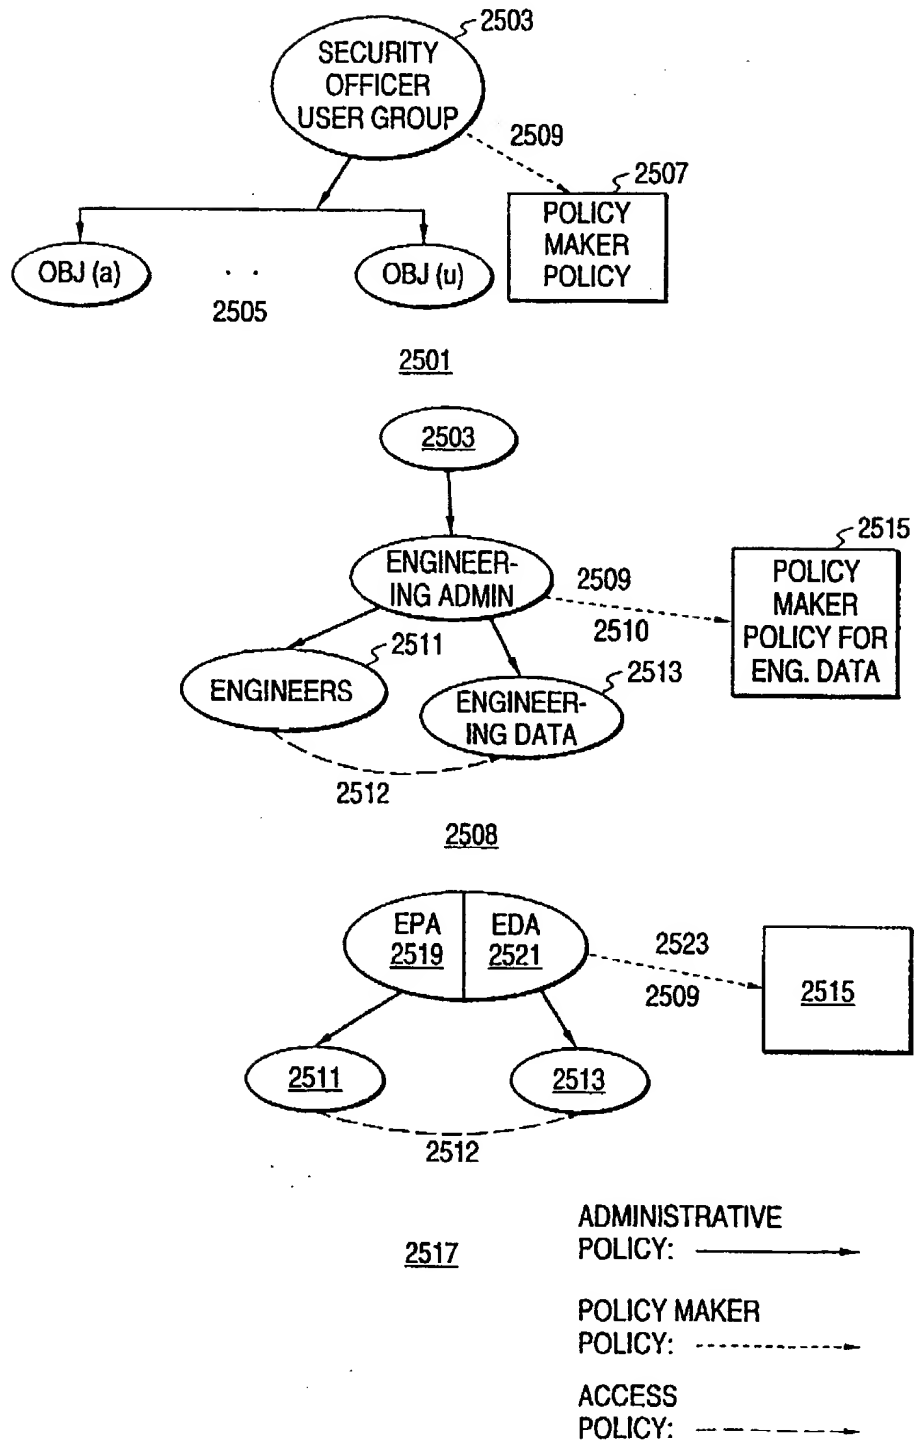 2503
SECURITY
OFFICER
USER GROUP
2509
2507
POLICY
MAKER
POLICY
OBJ (a)
. .
OBJ (u)
2505
2501
2503
ENGINEER-
ING ADMIN
2509
2510
2515
POLICY
MAKER
POLICY FOR
ENG. DATA
2511
ENGINEERS
2513
ENGINEER-
ING DATA
2512
2508
EPA
2519
EDA
2521
2523
2509
2515
2511
2513
2512
2517
ADMINISTRATIVE
POLICY:
POLICY MAKER
POLICY:
ACCESS
POLICY: